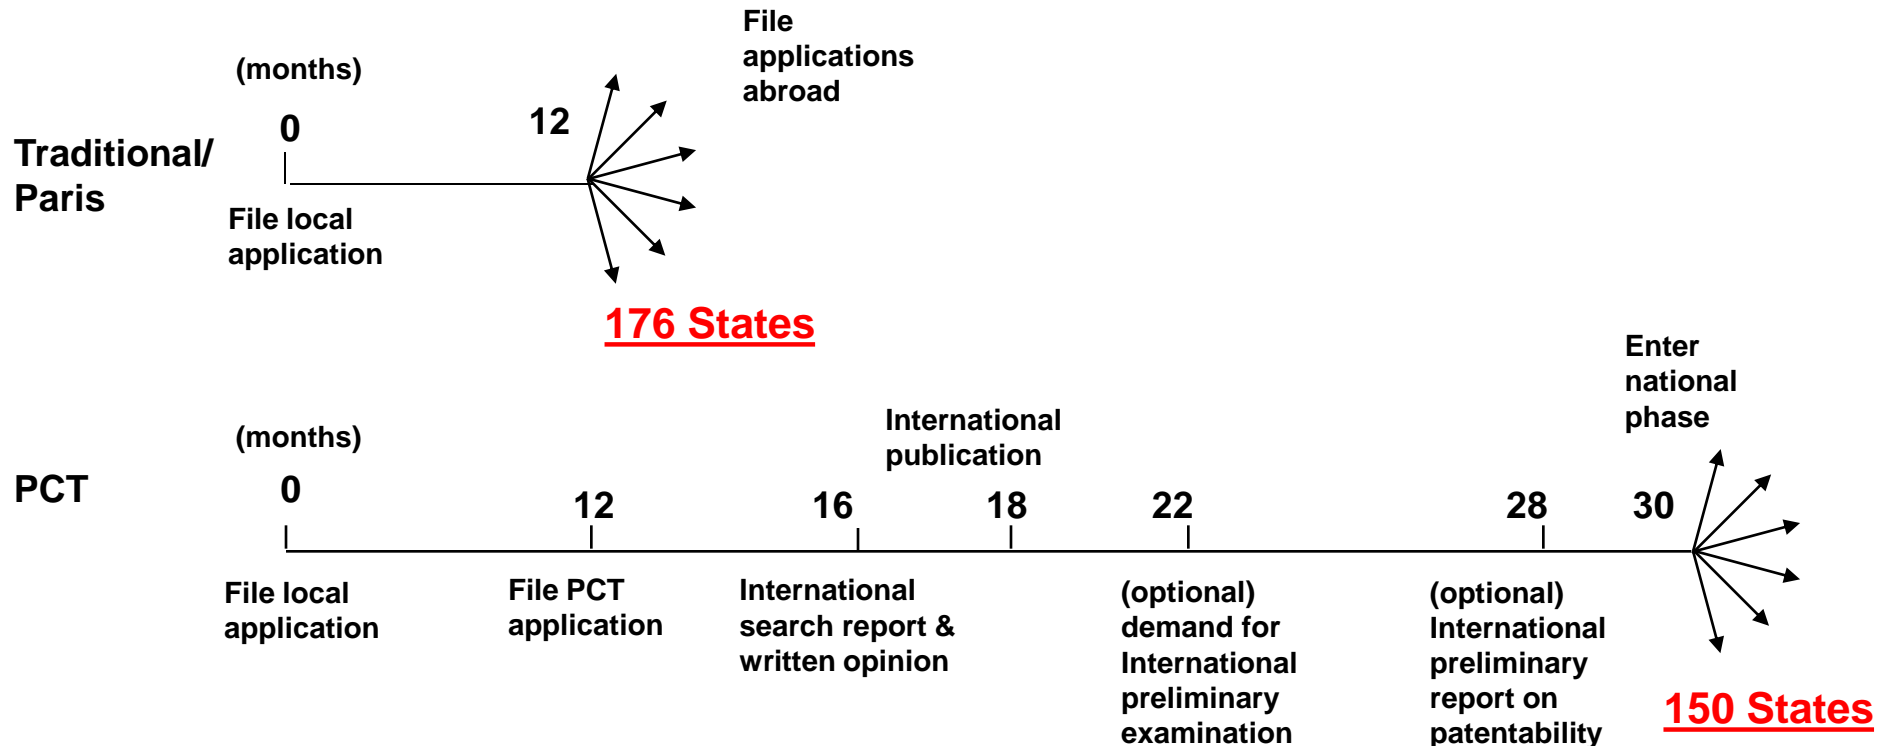 File
applications
abroad
(months)
0
12
Traditional/
Paris
File local
application
176 States
Enter
national
phase
International
publication
(months)
PCT
0
12
16
18
22
28
30
File local
application
File PCT
application
International
search report &
written opinion
(optional)
demand for
International
preliminary
examination
(optional)
International
preliminary
report on
patentability
150 States